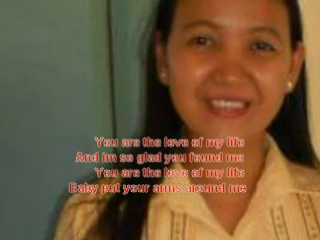 You are the love of my life
And im so glad you found me
You are the love of my life
Baby put your arms around me